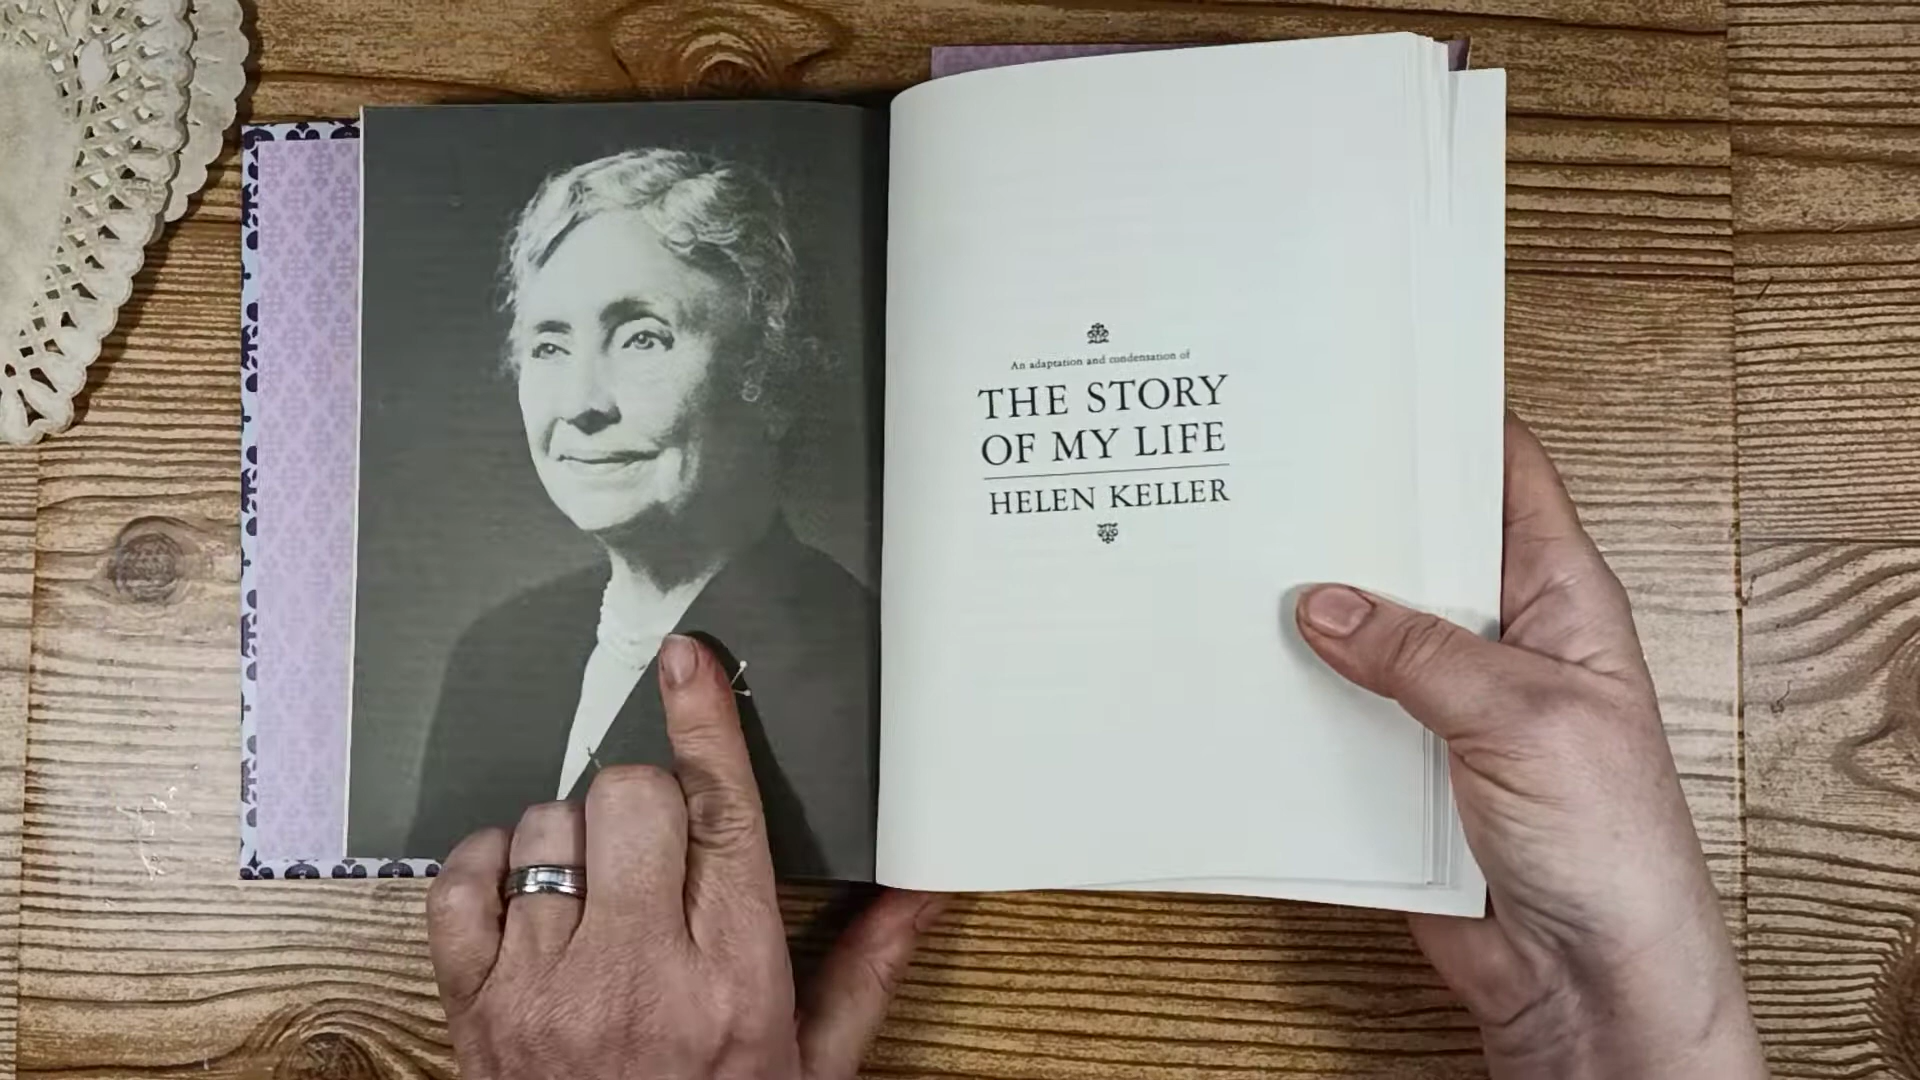 An adaptation and condensation of
THE STORY
OF MY LIFE
HELEN KELLER